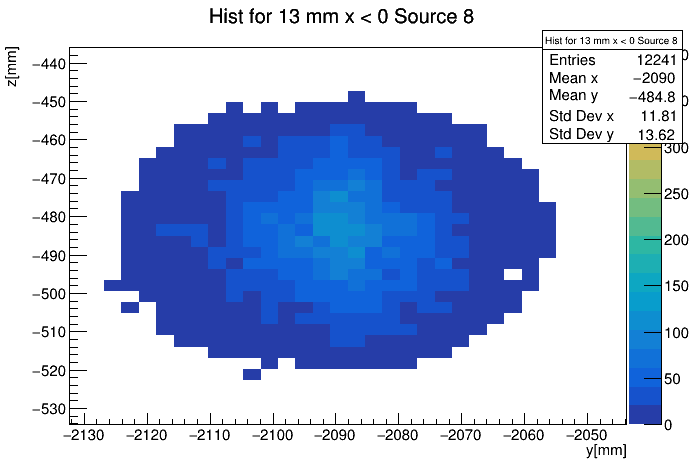 Hist for 13 mm x < 0 Source 8
Hist for 13 mm x < 0 Source 8
Entries 12241
Mean x −2090
Mean y −484.8
Std Dev x 11.81
Std Dev y 13.62
z[mm]
−440
−450
−460
−470
−480
−490
−500
−510
−520
−530
−2130 −2120 −2110 −2100 −2090 −2080 −2070 −2060 −2050
y[mm]
0
0
300
250
200
150
100
50
0